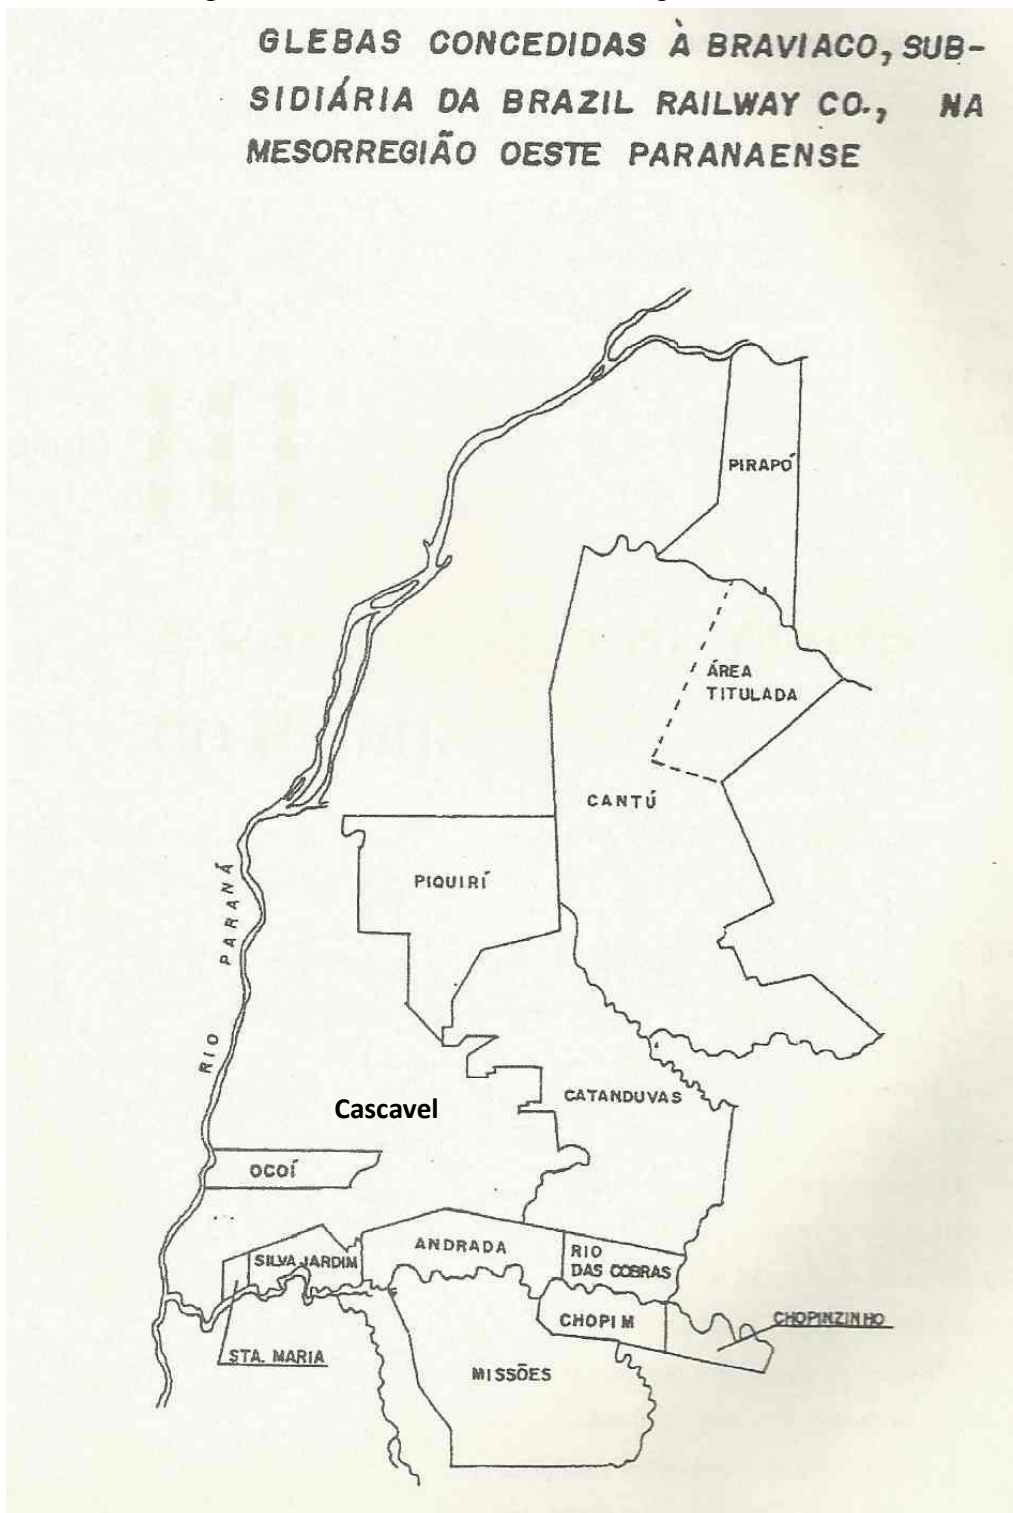 GLEBAS CONCEDIDAS À BRAVIACO, SUB-
SIDIÁRIA DA BRAZIL RAILWAY CO., NA
MESORREGIÃO OESTE PARANAENSE
PIRAPÓ
ÁREA
TITULADA
CANTÚ
PIQUIRÍ
RIO PARANÁ
CATANDUVAS
Cascavel
OCOÍ
ANDRADA
SILVA JARDIM
RIO
DAS COBRAS
CHOPIM
CHOPINZINHO
STA. MARIA
MISSÕES